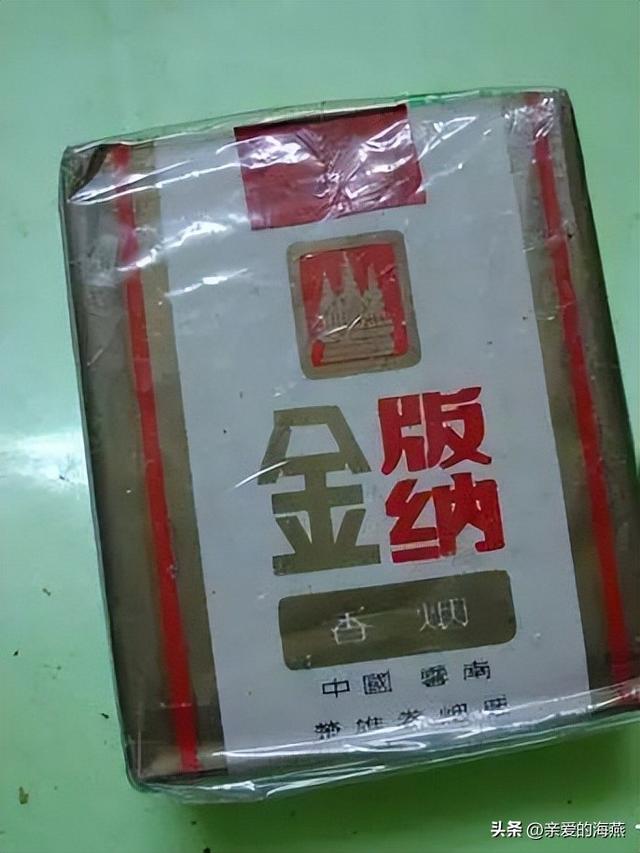 金版纳
香烟
中國雲南
楚雄卷烟厂
头条 @亲爱的海燕